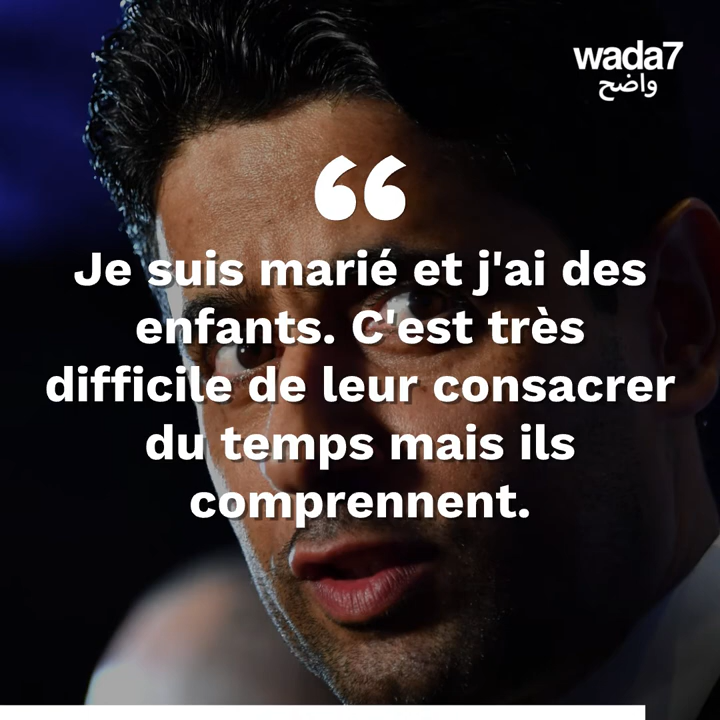 wada7
واضح
“
Je suis marié et j'ai des
enfants. C'est très
difficile de leur consacrer
du temps mais ils
comprennent.